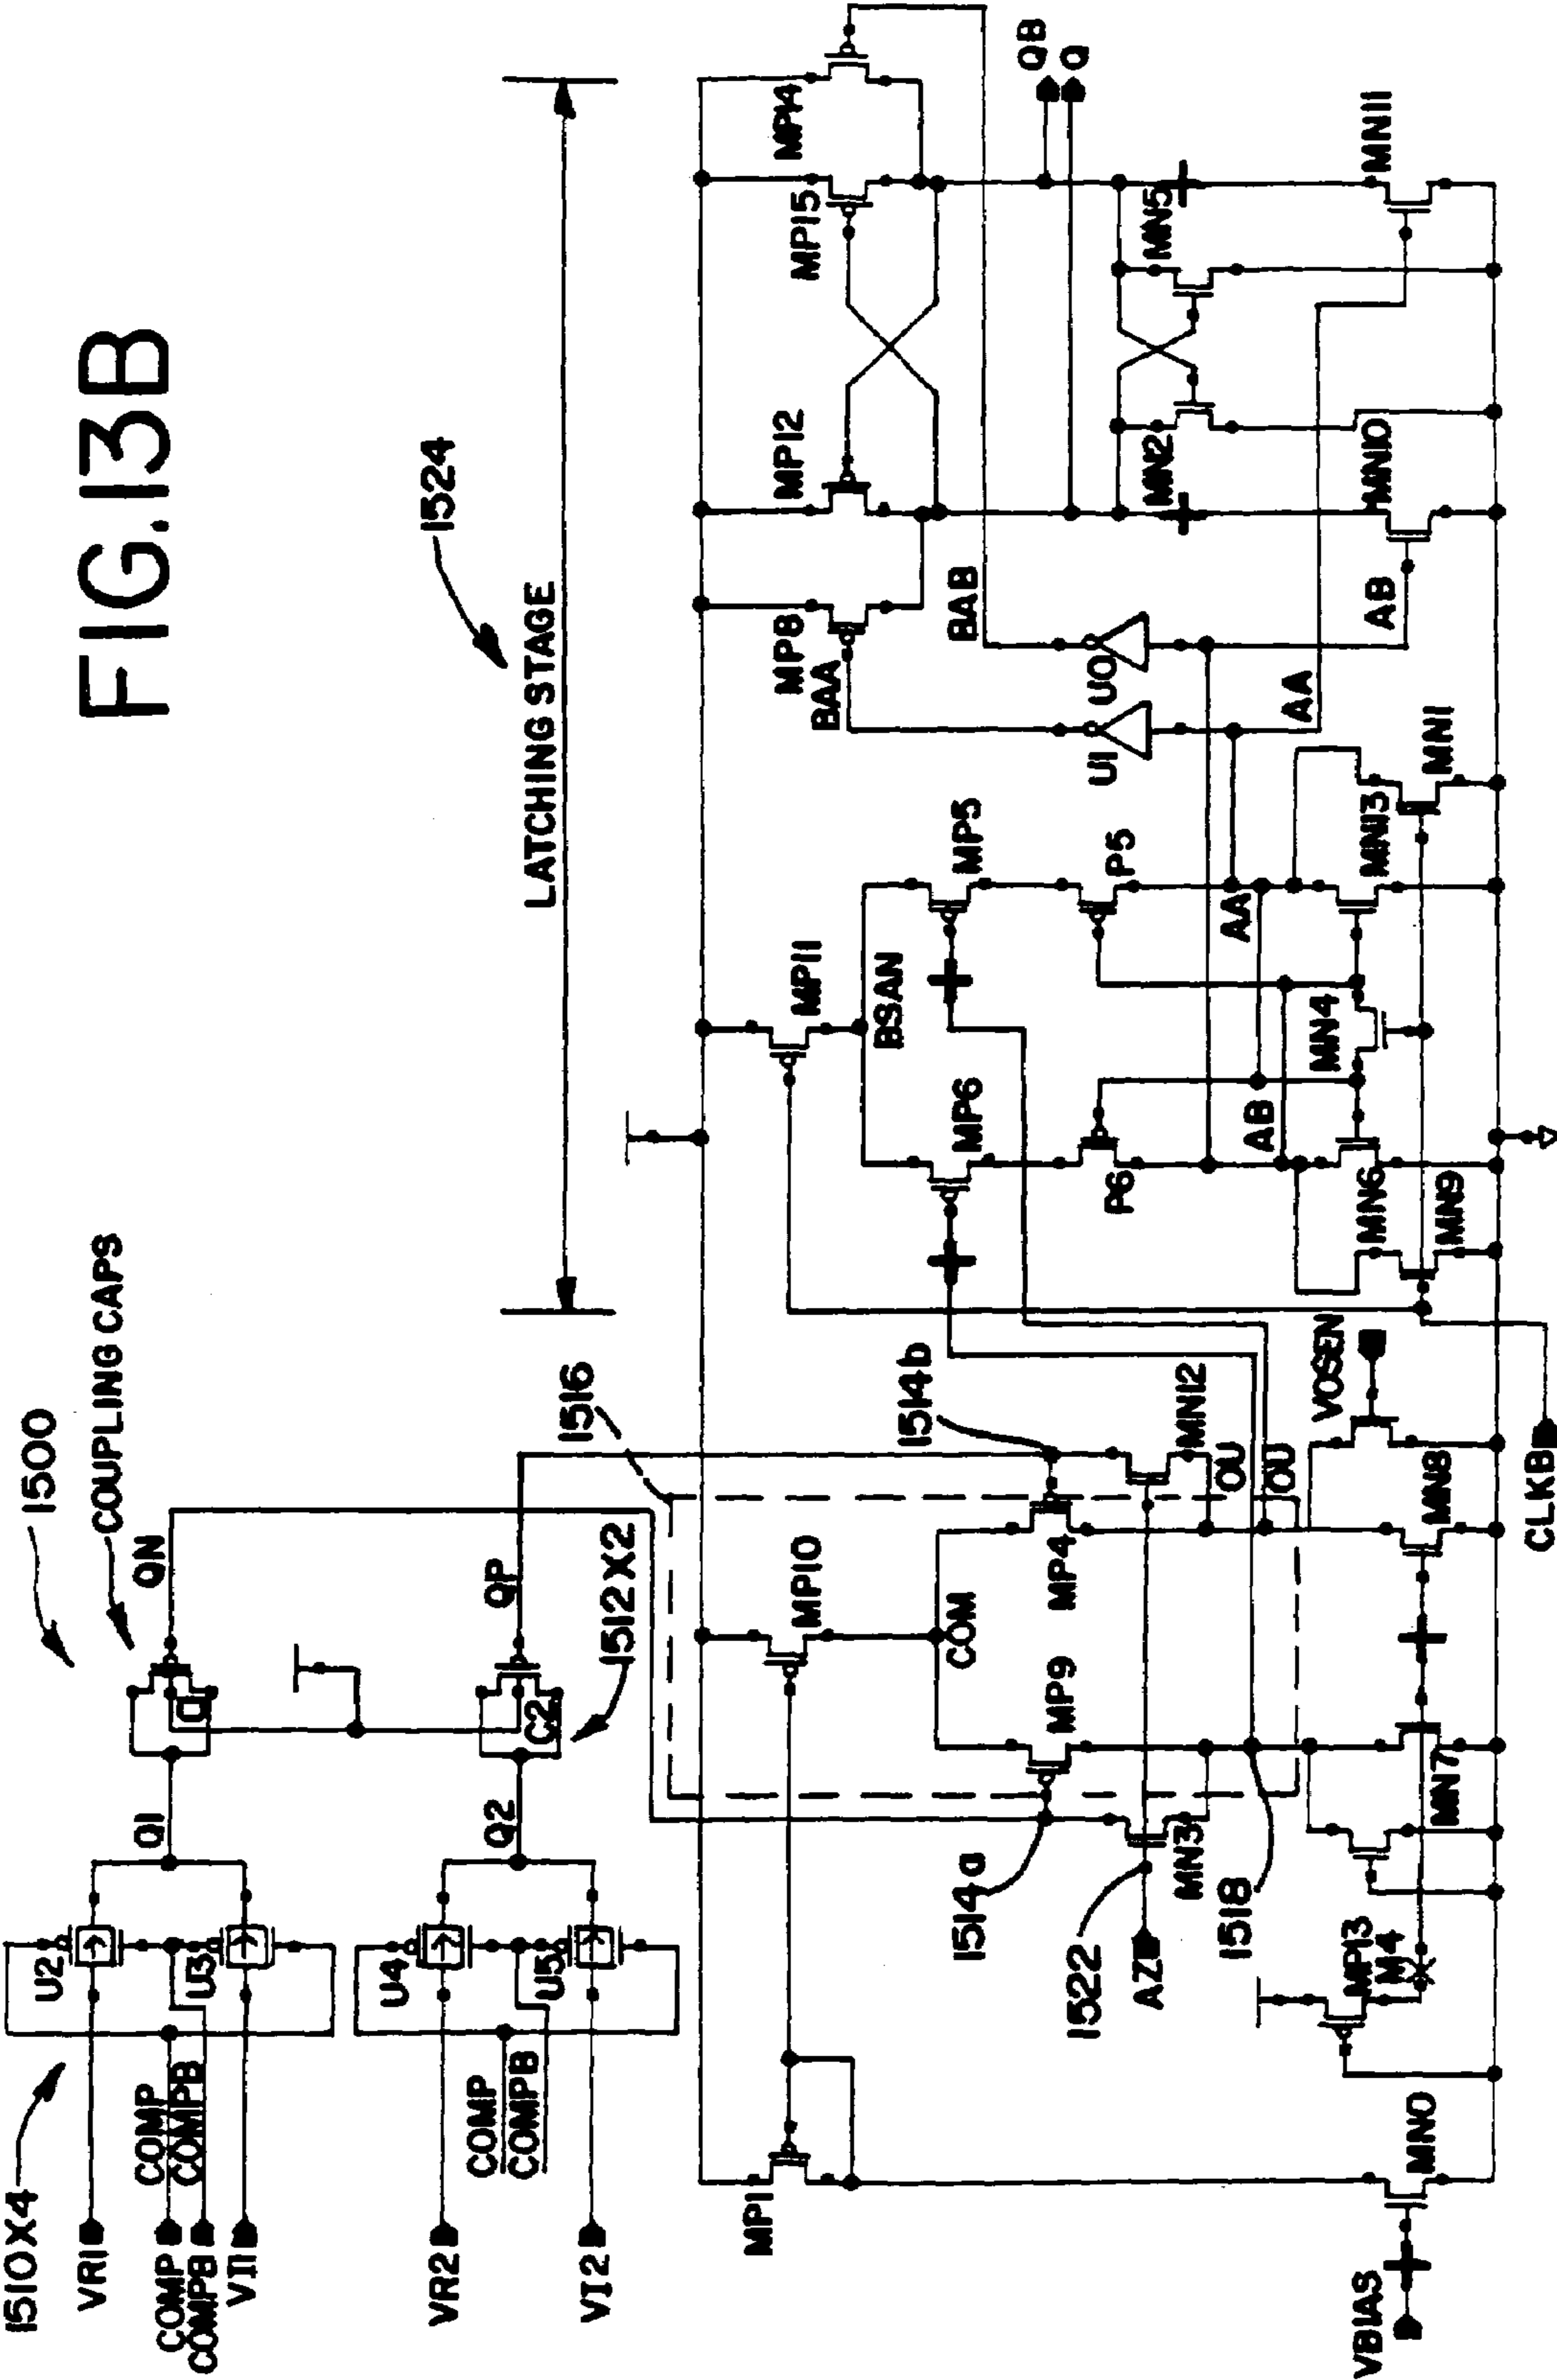 FIG.13B
1500
COUPLING CAPS
1510X4
VR1
COMP
COMPB
VI1
COMP
COMPB
U2
U3
Q1
C1
QN
VR2
COMP
COMPB
VI2
U4
U5
Q2
C2
QP
1512X2
1516
LATCHING STAGE
1524
MP1
MP10
COM
MP9
MP4
1514a
1514b
1522
AZ
MN3
MN12
1518
OU
OU
VOSEN
MP13
M4
MN7
MN8
VBIAS
MN0
CLKB
MP11
BSAN
MP6
MP5
P6
P5
AB
AA
MN4
MN6
MN9
MN13
MN1
U1
U0
BAA
BAB
AA
AB
MP8
MP12
MP15
MP14
QB
Q
MN2
MN5
MN10
MN11